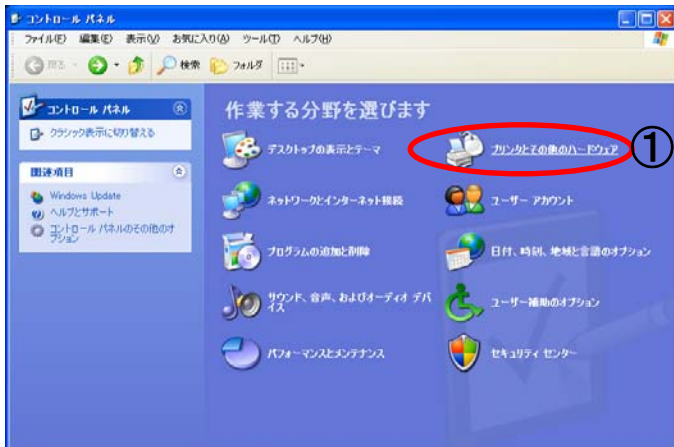 コントロール パネル
ファイル(F) 編集(E) 表示(V) お気に入り(A) ツール(T) ヘルプ(H)
戻る 検索 フォルダ
コントロール パネル
クラシック表示に切り替える
関連項目
Windows Update
ヘルプとサポート
コントロール パネルのその他のオプション
作業する分野を選びます
デスクトップの表示とテーマ
プリンタとその他のハードウェア
①
ネットワークとインターネット接続
ユーザー アカウント
プログラムの追加と削除
日付、時刻、地域と言語のオプション
サウンド、音声、およびオーディオ デバ
イス
ユーザー補助のオプション
パフォーマンスとメンテナンス
セキュリティ センター